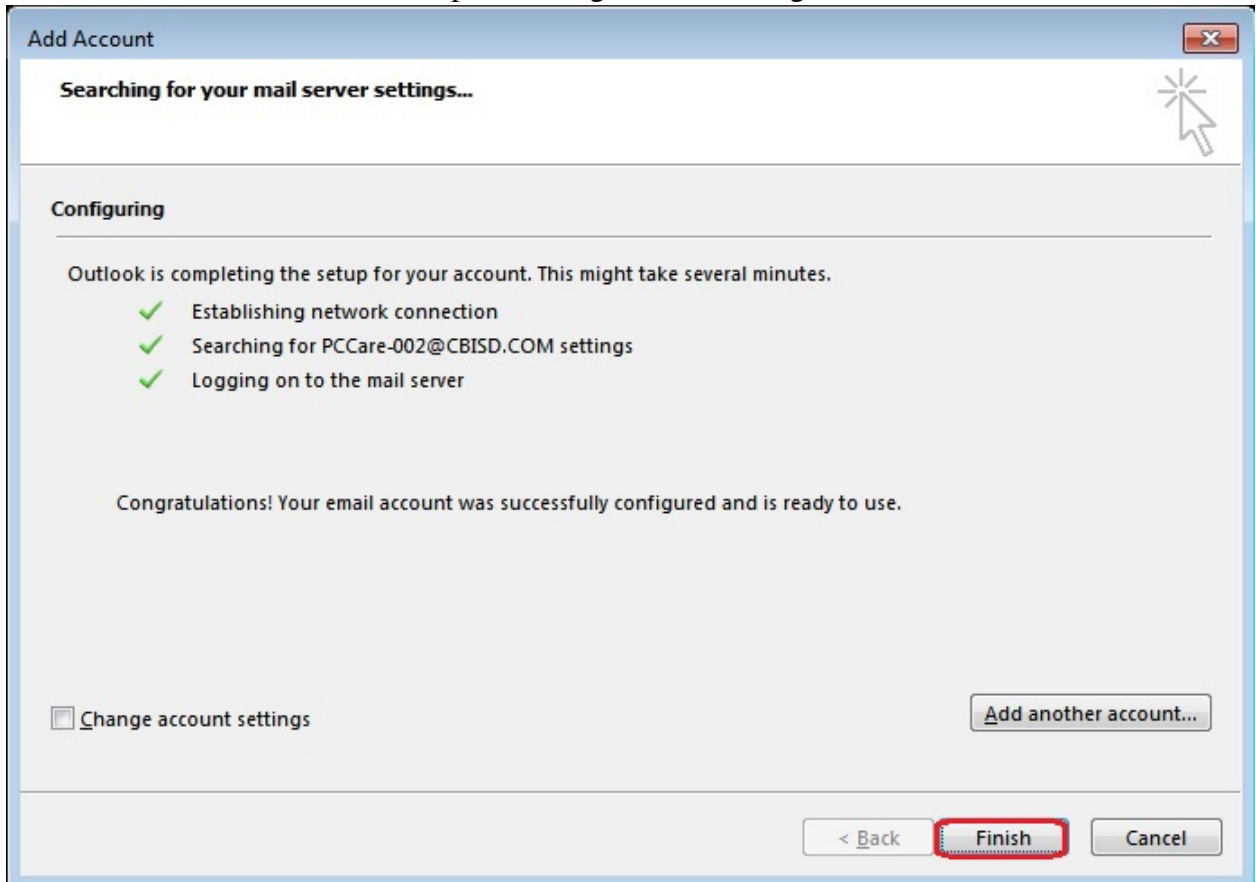 Add Account
Searching for your mail server settings...
Configuring
Outlook is completing the setup for your account. This might take several minutes.
Establishing network connection
Searching for PCCare-002@CBISD.COM settings
Logging on to the mail server
Congratulations! Your email account was successfully configured and is ready to use.
Change account settings
Add another account...
< Back
Finish
Cancel